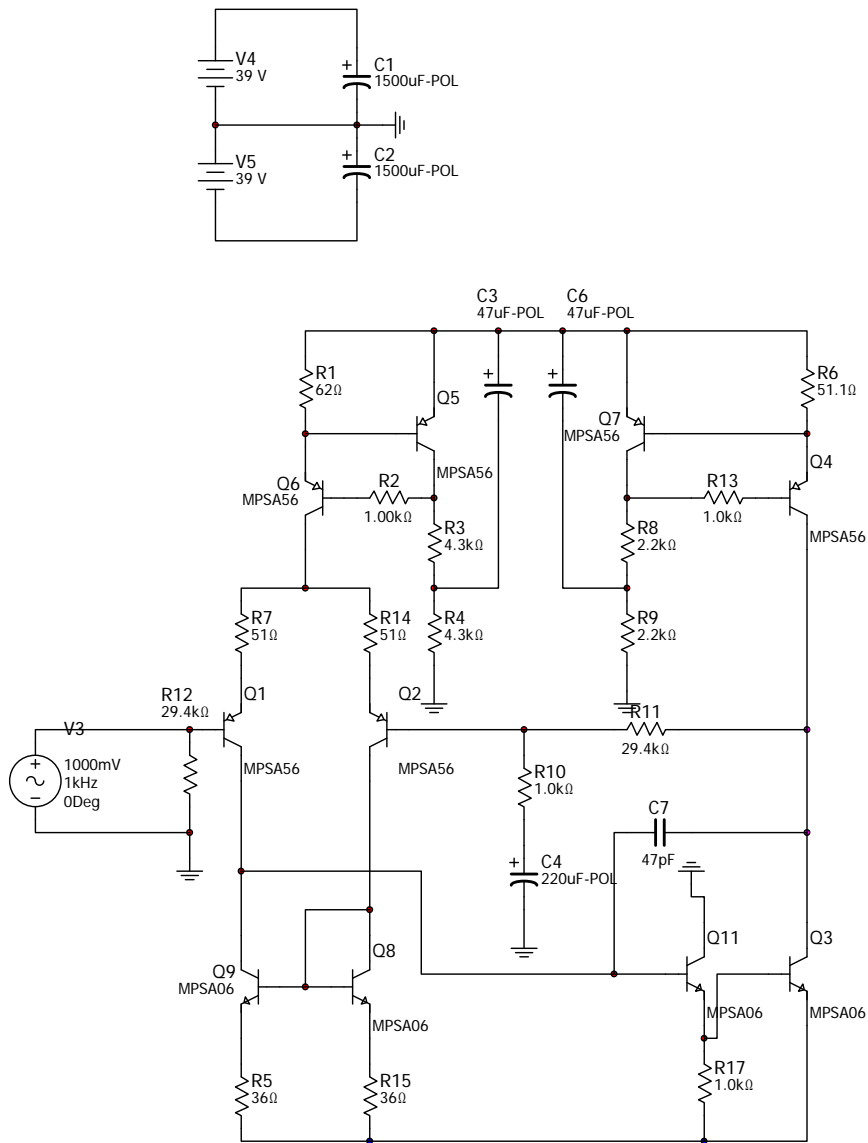 V4
39 V
C1
1500uF-POL
V5
39 V
C2
1500uF-POL
C3
47uF-POL
C6
47uF-POL
R1
62Ω
Q5
MPSA56
Q7
MPSA56
R6
51.1Ω
Q6
MPSA56
R2
1.00kΩ
R13
1.0kΩ
Q4
MPSA56
R3
4.3kΩ
R8
2.2kΩ
R7
51Ω
R14
51Ω
R4
4.3kΩ
R9
2.2kΩ
R12
29.4kΩ
Q1
MPSA56
Q2
MPSA56
R11
29.4kΩ
V3
1000mV
1kHz
0Deg
R10
1.0kΩ
C7
47pF
C4
220uF-POL
Q9
MPSA06
Q8
MPSA06
Q11
MPSA06
Q3
MPSA06
R5
36Ω
R15
36Ω
R17
1.0kΩ